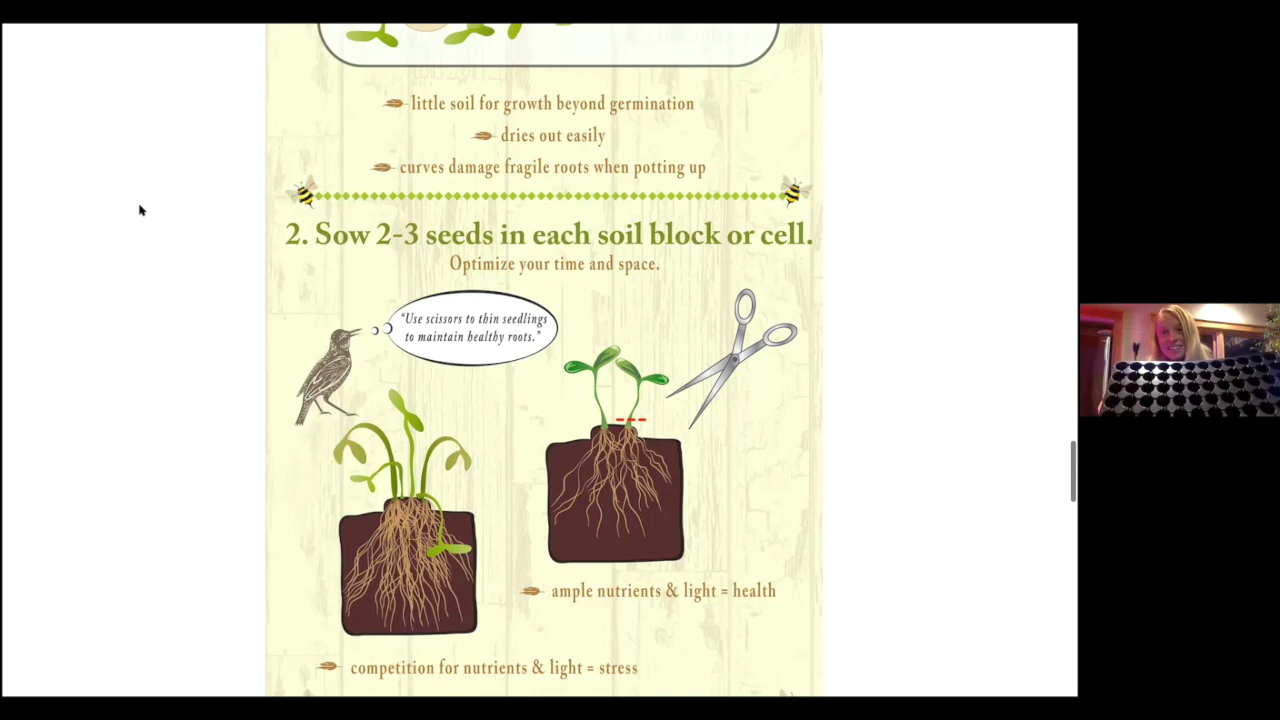 little soil for growth beyond germination
dries out easily
curves damage fragile roots when potting up
2. Sow 2-3 seeds in each soil block or cell.
Optimize your time and space.
“Use scissors to thin seedlings
to maintain healthy roots.”
ample nutrients & light = health
competition for nutrients & light = stress